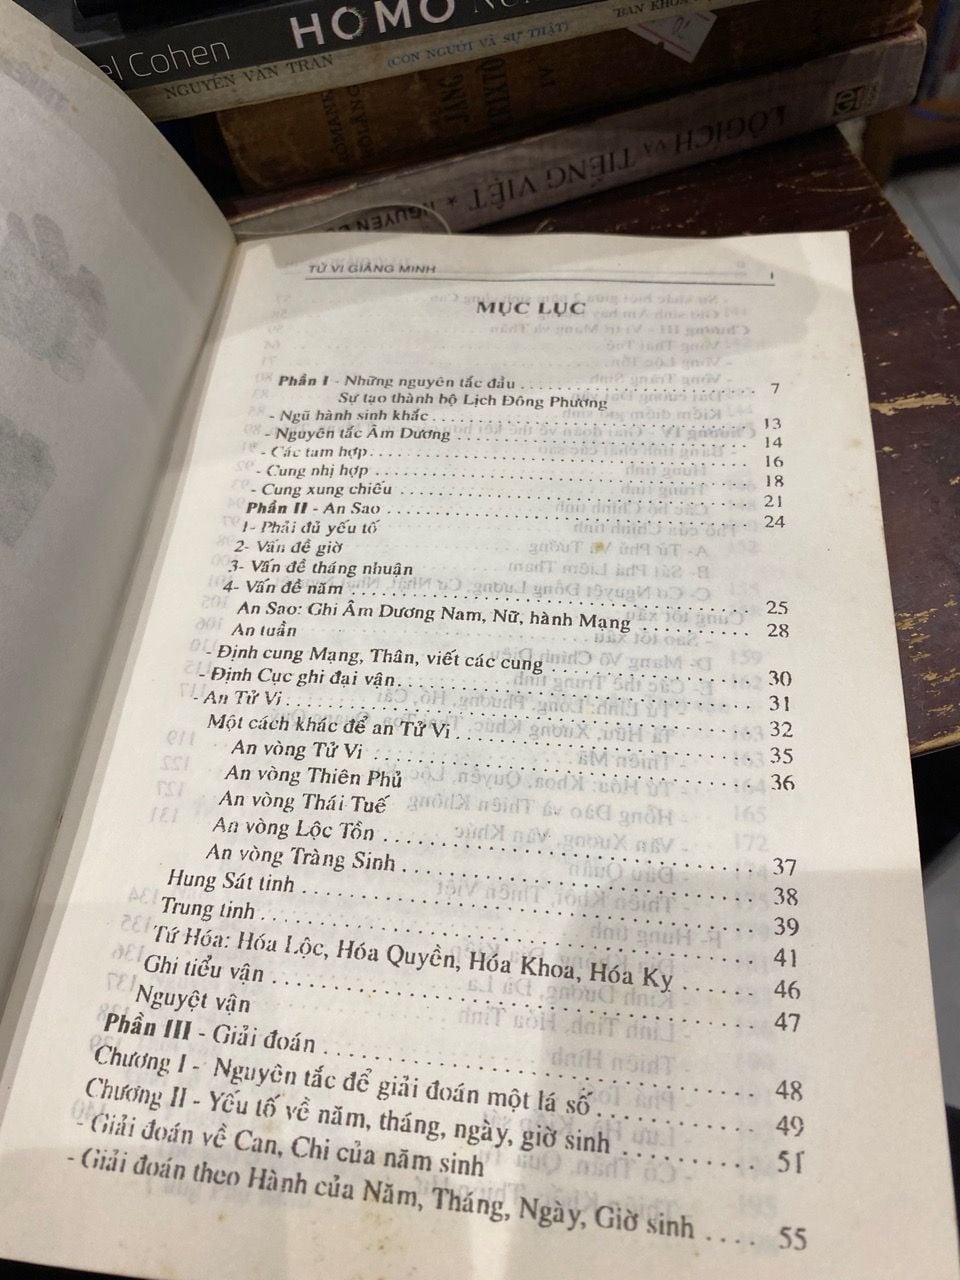 el Cohen
HOMO
NGUYỄN VĂN TRẤN
(CON NGƯỜI VÀ SỰ THẬT)
IV
LÔGÍCH VÀ TIẾNG VIỆT ★
TỬ VI GIẢNG MINH
MỤC LỤC
Phần I - Những nguyên tắc đầu ........ 7
Sự tạo thành bộ Lịch Đông Phương
- Ngũ hành sinh khắc ........ 13
- Nguyên tắc Âm Dương ........ 14
- Các tam hợp ........ 16
- Cung nhị hợp ........ 18
- Cung xung chiếu ........ 21
Phần II - An Sao ........ 24
1- Phải đủ yếu tố
2- Vấn đề giờ
3- Vấn đề tháng nhuận
4- Vấn đề năm ........ 25
An Sao: Ghi Âm Dương Nam, Nữ, hành Mạng ........ 28
An tuần
- Định cung Mạng, Thân, viết các cung ........ 30
- Định Cục ghi đại vận ........ 31
- An Tử Vi ........ 32
Một cách khác để an Tử Vi ........ 35
An vòng Tử Vi ........ 36
An vòng Thiên Phủ
An vòng Thái Tuế
An vòng Lộc Tồn ........ 37
An vòng Tràng Sinh ........ 38
Hung Sát tinh ........ 39
Trung tinh ........ 41
Tứ Hóa: Hóa Lộc, Hóa Quyền, Hóa Khoa, Hóa Kỵ ........ 46
Ghi tiểu vận ........ 47
Nguyệt vận
Phần III - Giải đoán ........ 48
Chương I - Nguyên tắc để giải đoán một lá số ........ 49
Chương II - Yếu tố về năm, tháng, ngày, giờ sinh ........ 51
- Giải đoán về Can, Chi của năm sinh
- Giải đoán theo Hành của Năm, Tháng, Ngày, Giờ sinh .... 55